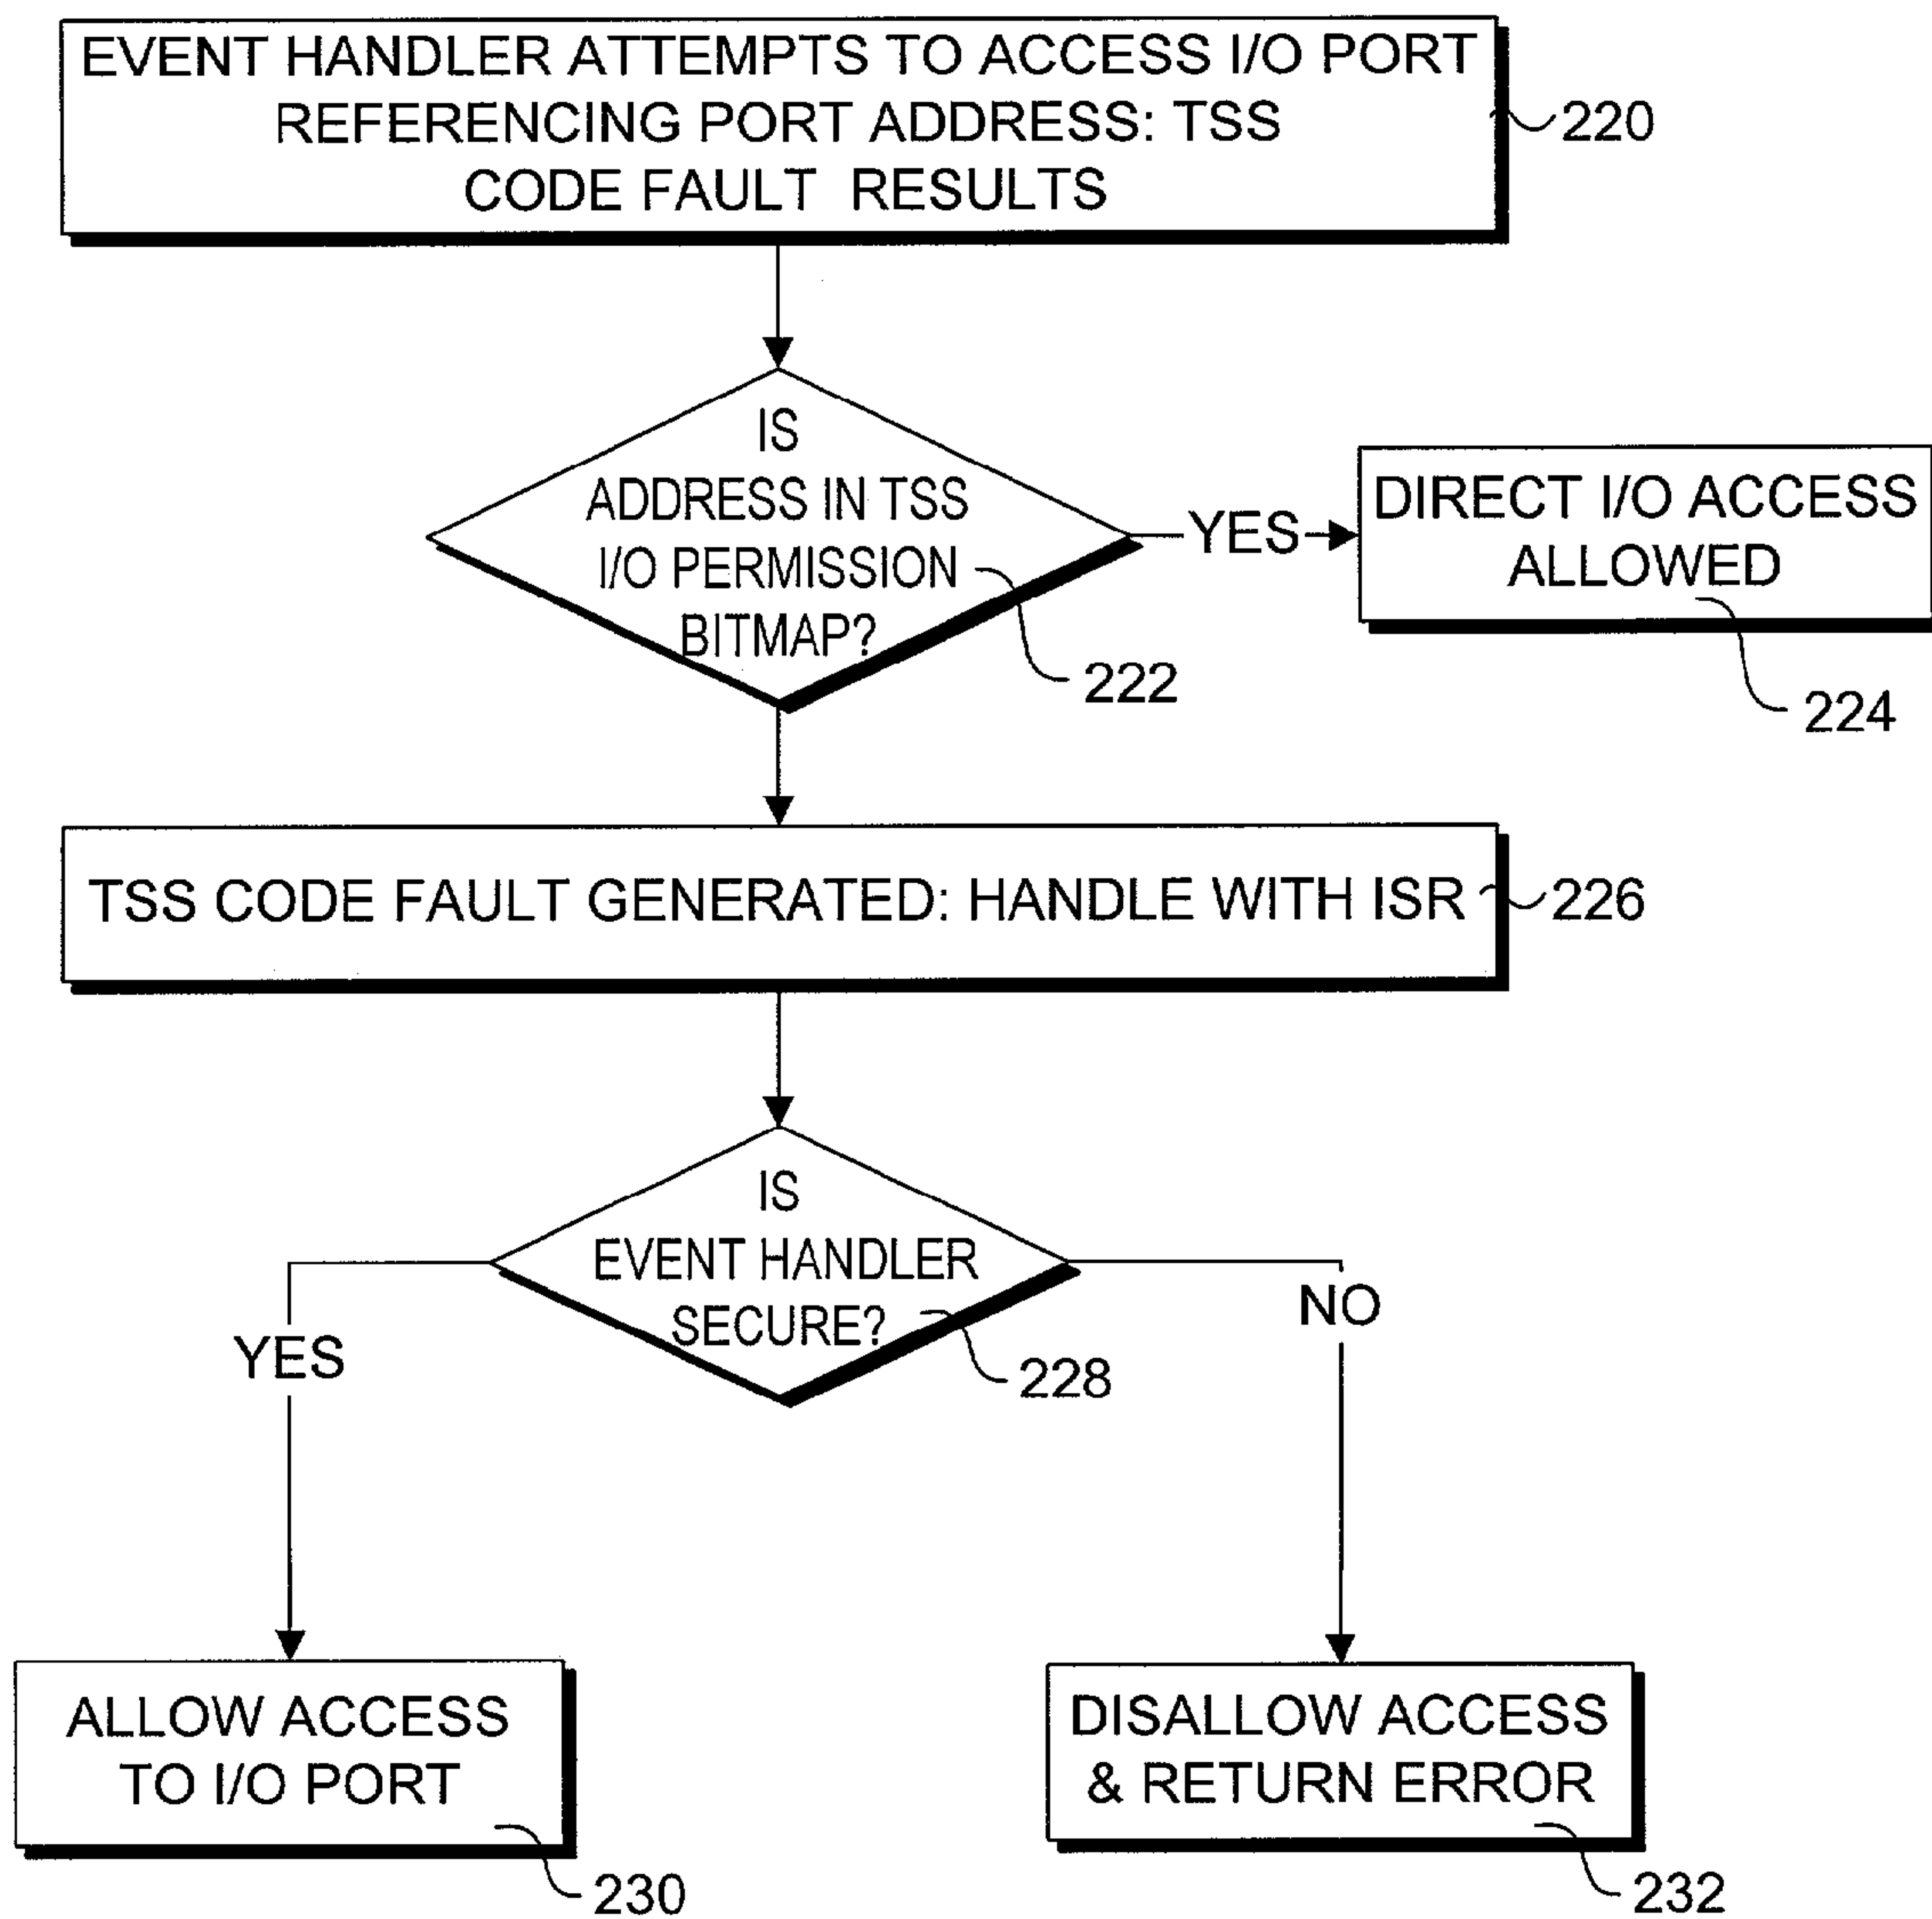 EVENT HANDLER ATTEMPTS TO ACCESS I/O PORT
REFERENCING PORT ADDRESS: TSS
CODE FAULT RESULTS
220
IS
ADDRESS IN TSS
I/O PERMISSION
BITMAP?
222
YES
DIRECT I/O ACCESS
ALLOWED
224
TSS CODE FAULT GENERATED: HANDLE WITH ISR
226
IS
EVENT HANDLER
SECURE?
228
YES
NO
ALLOW ACCESS
TO I/O PORT
230
DISALLOW ACCESS
& RETURN ERROR
232